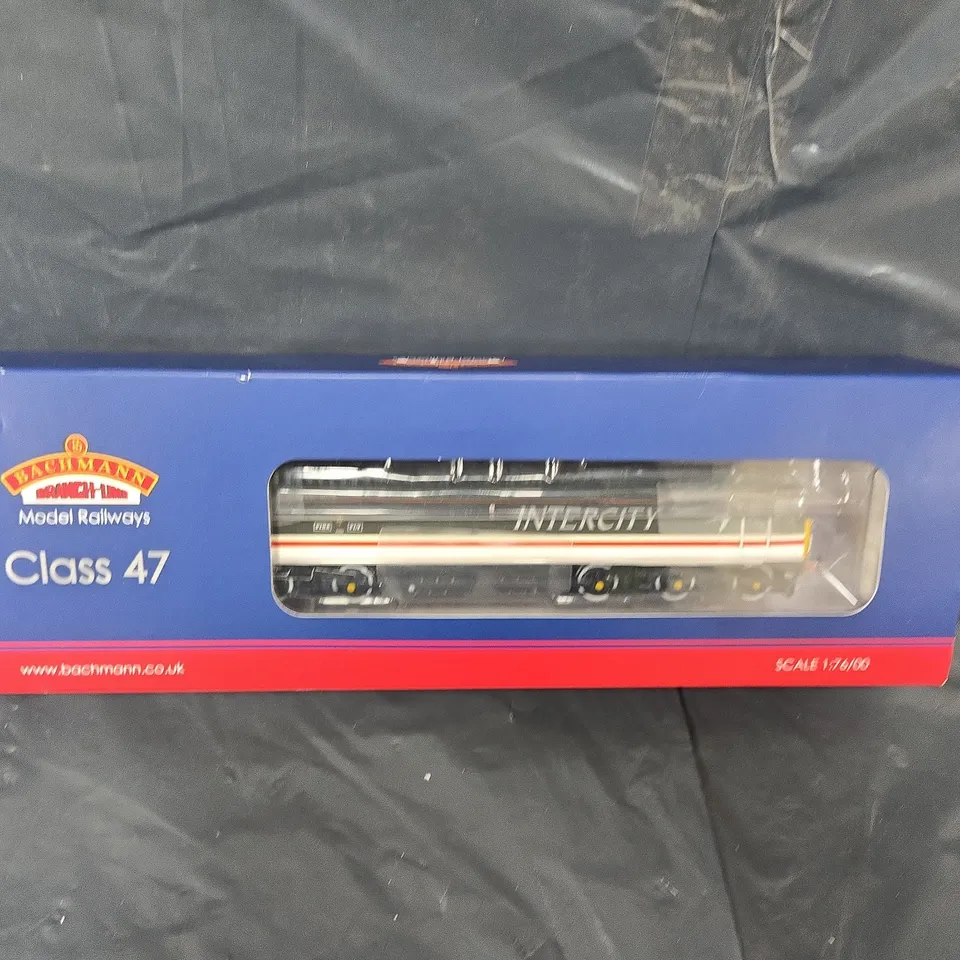 BACHMANN
BRANCH-LINE
Model Railways
Class 47
INTERCITY
www.bachmann.co.uk
SCALE 1:76/00